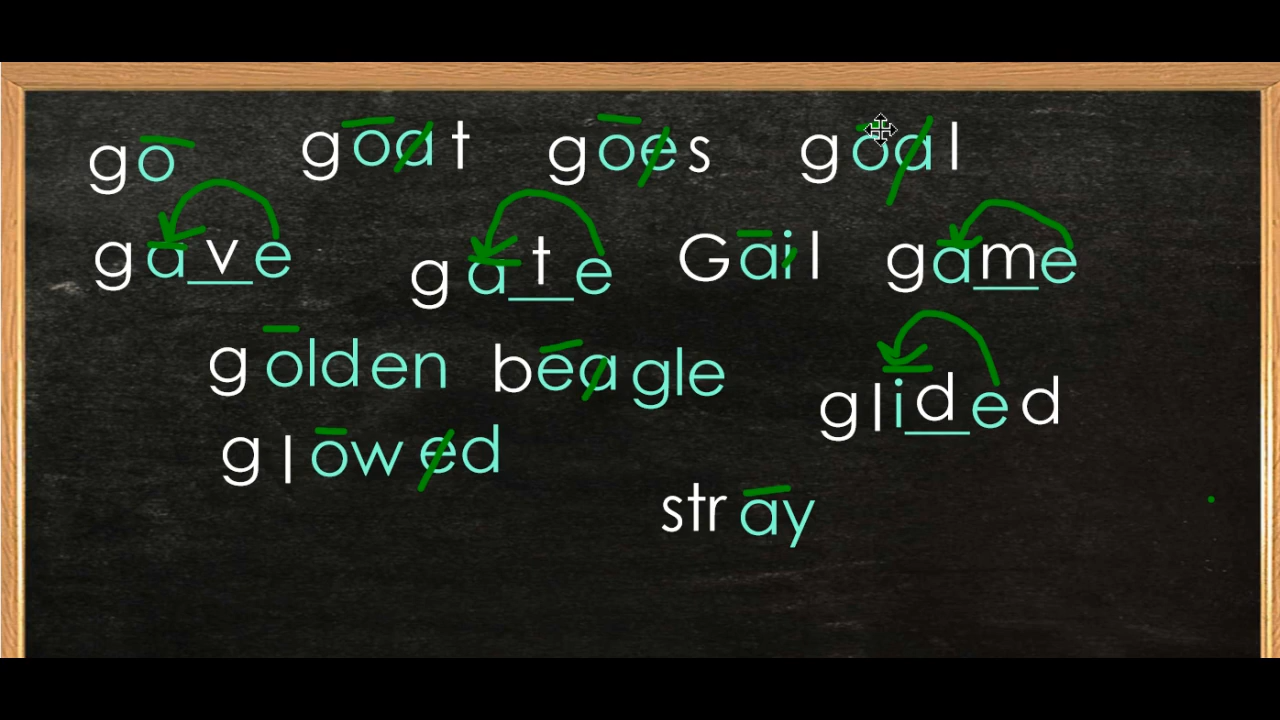 go goat goes goal
gave gate Gail game
golden beagle glided
glowed
stray